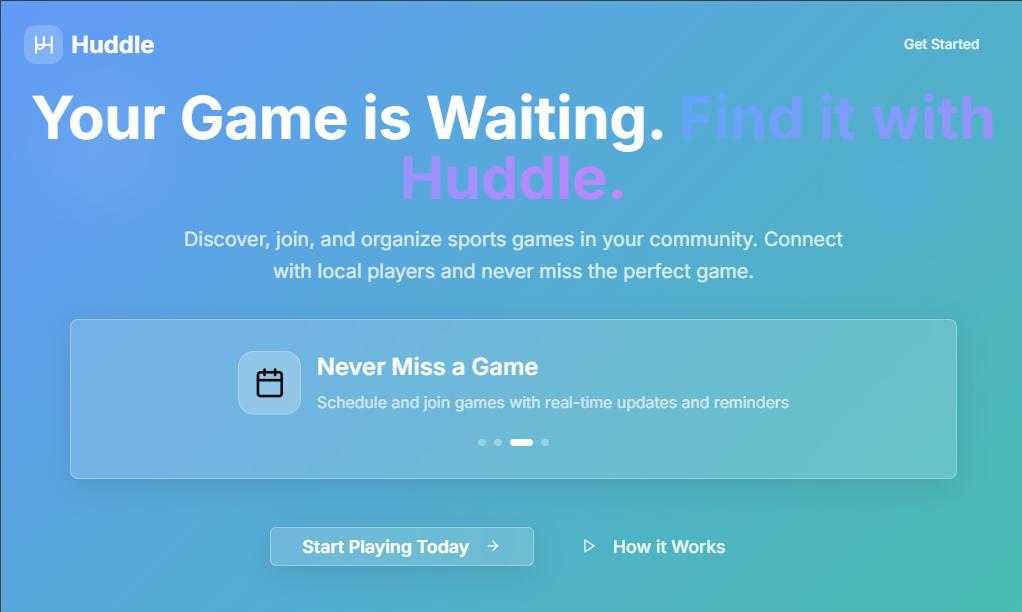 Huddle
Get Started
Your Game is Waiting. Find it with
Huddle.
Discover, join, and organize sports games in your community. Connect
with local players and never miss the perfect game.
Never Miss a Game
Schedule and join games with real-time updates and reminders
Start Playing Today
How it Works